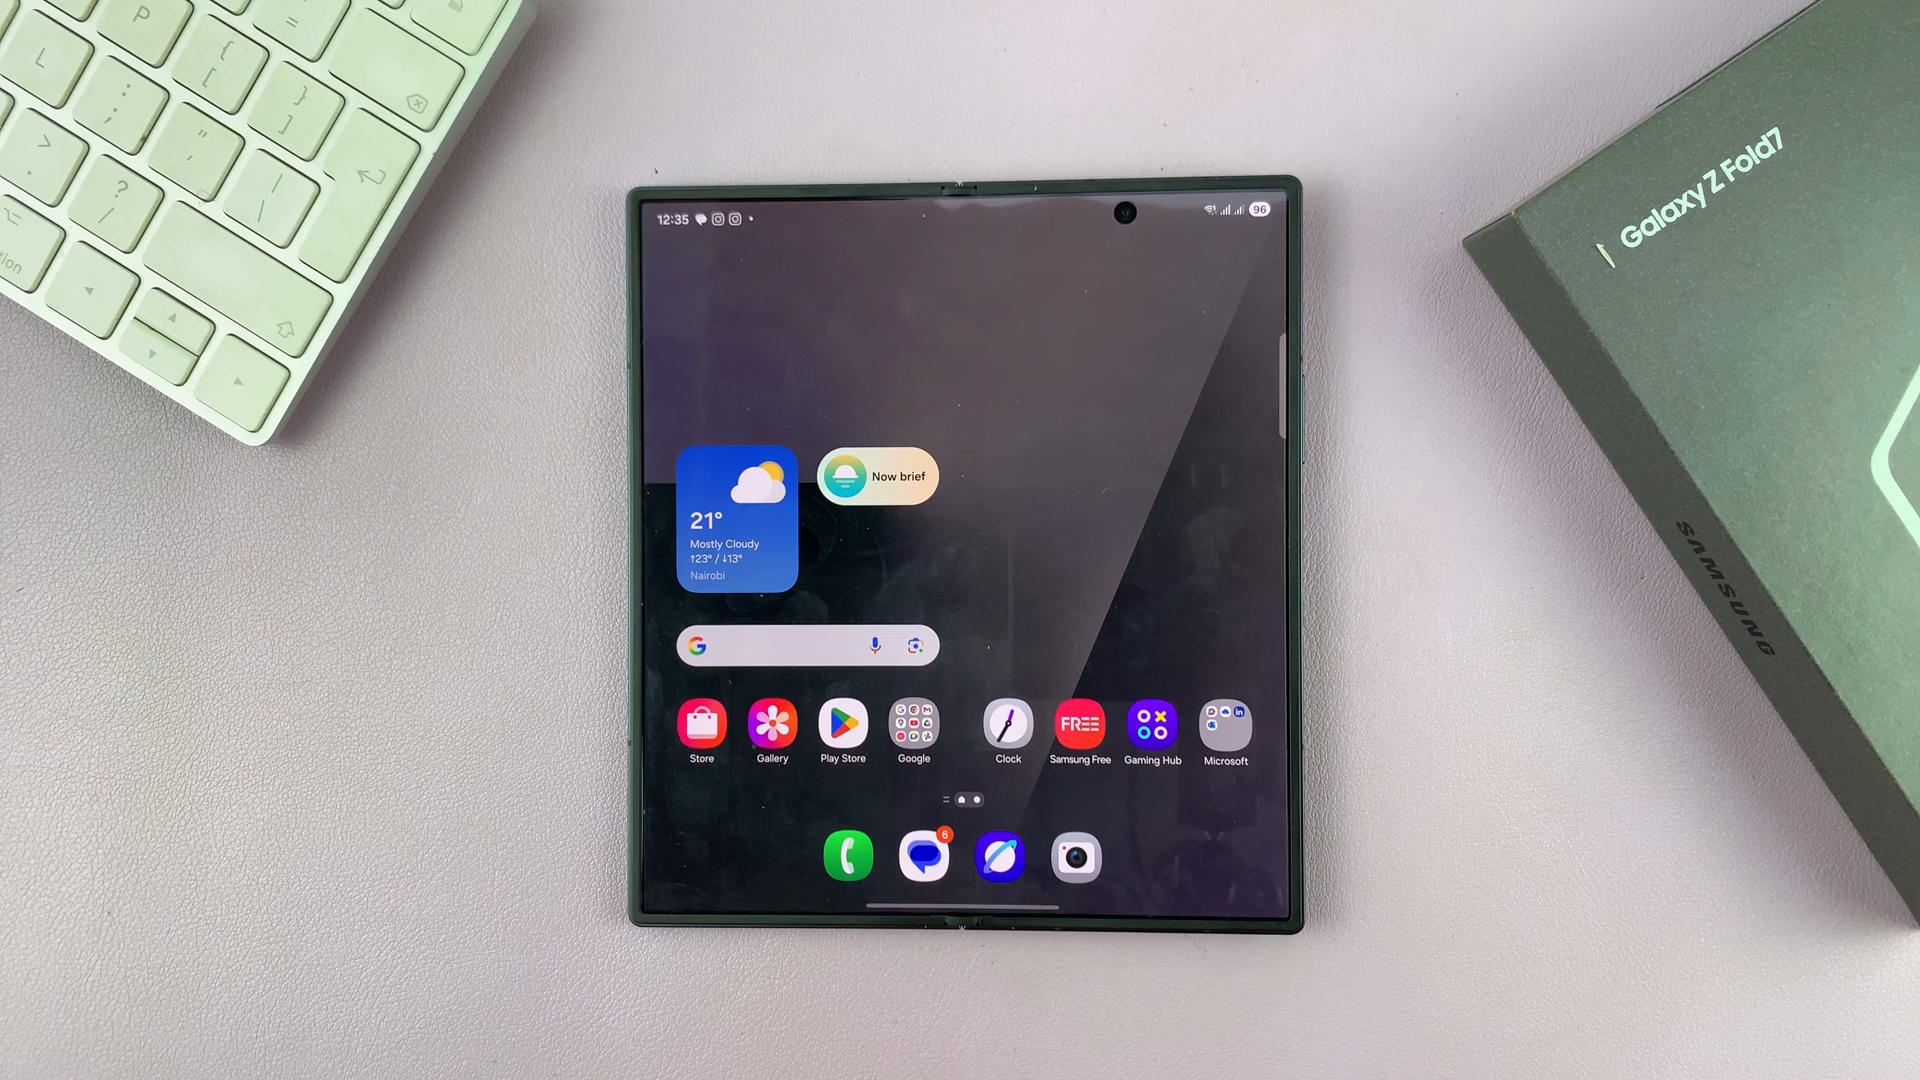 P
=
L
{
[
:
;
}
]
"
'
>
.
?
/
|
\
tion
Galaxy Z Fold7
SAMSUNG
12:35
96
21°
Mostly Cloudy
↑23° / ↓13°
Nairobi
Now brief
G
FREE
Store
Gallery
Play Store
Google
Clock
Samsung Free
Gaming Hub
Microsoft
6